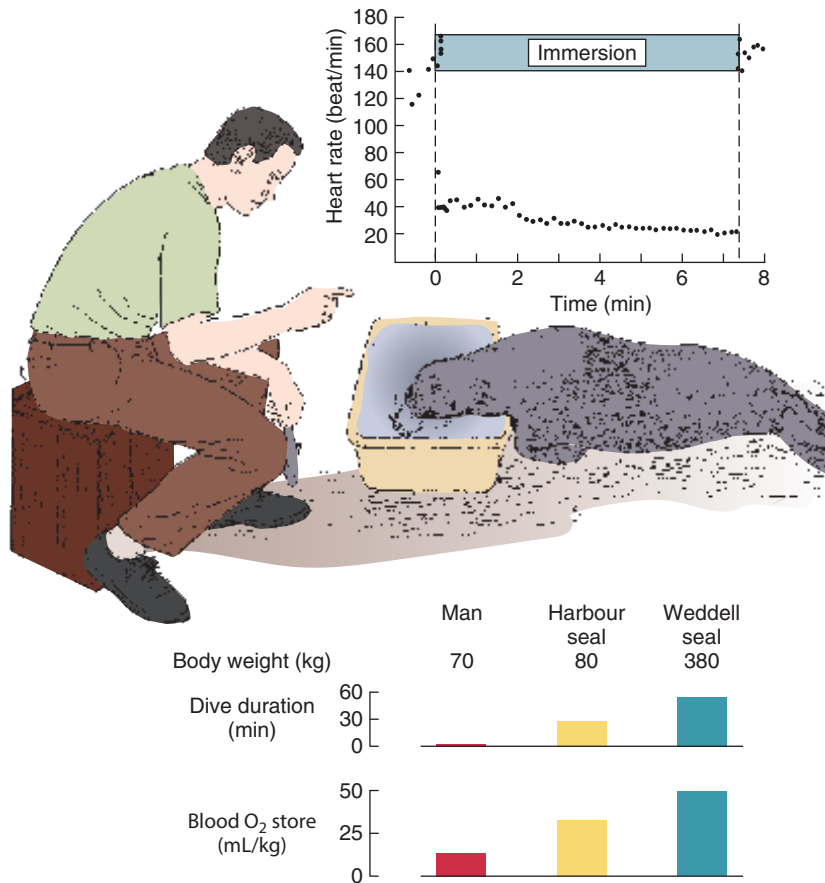 Heart rate (beat/min)
180
160
140
120
100
80
60
40
20
Immersion
0
2
4
6
8
Time (min)
Man
Harbour
seal
Weddell
seal
Body weight (kg)
70
80
380
Dive duration
(min)
60
30
0
Blood O₂ store
(mL/kg)
50
25
0